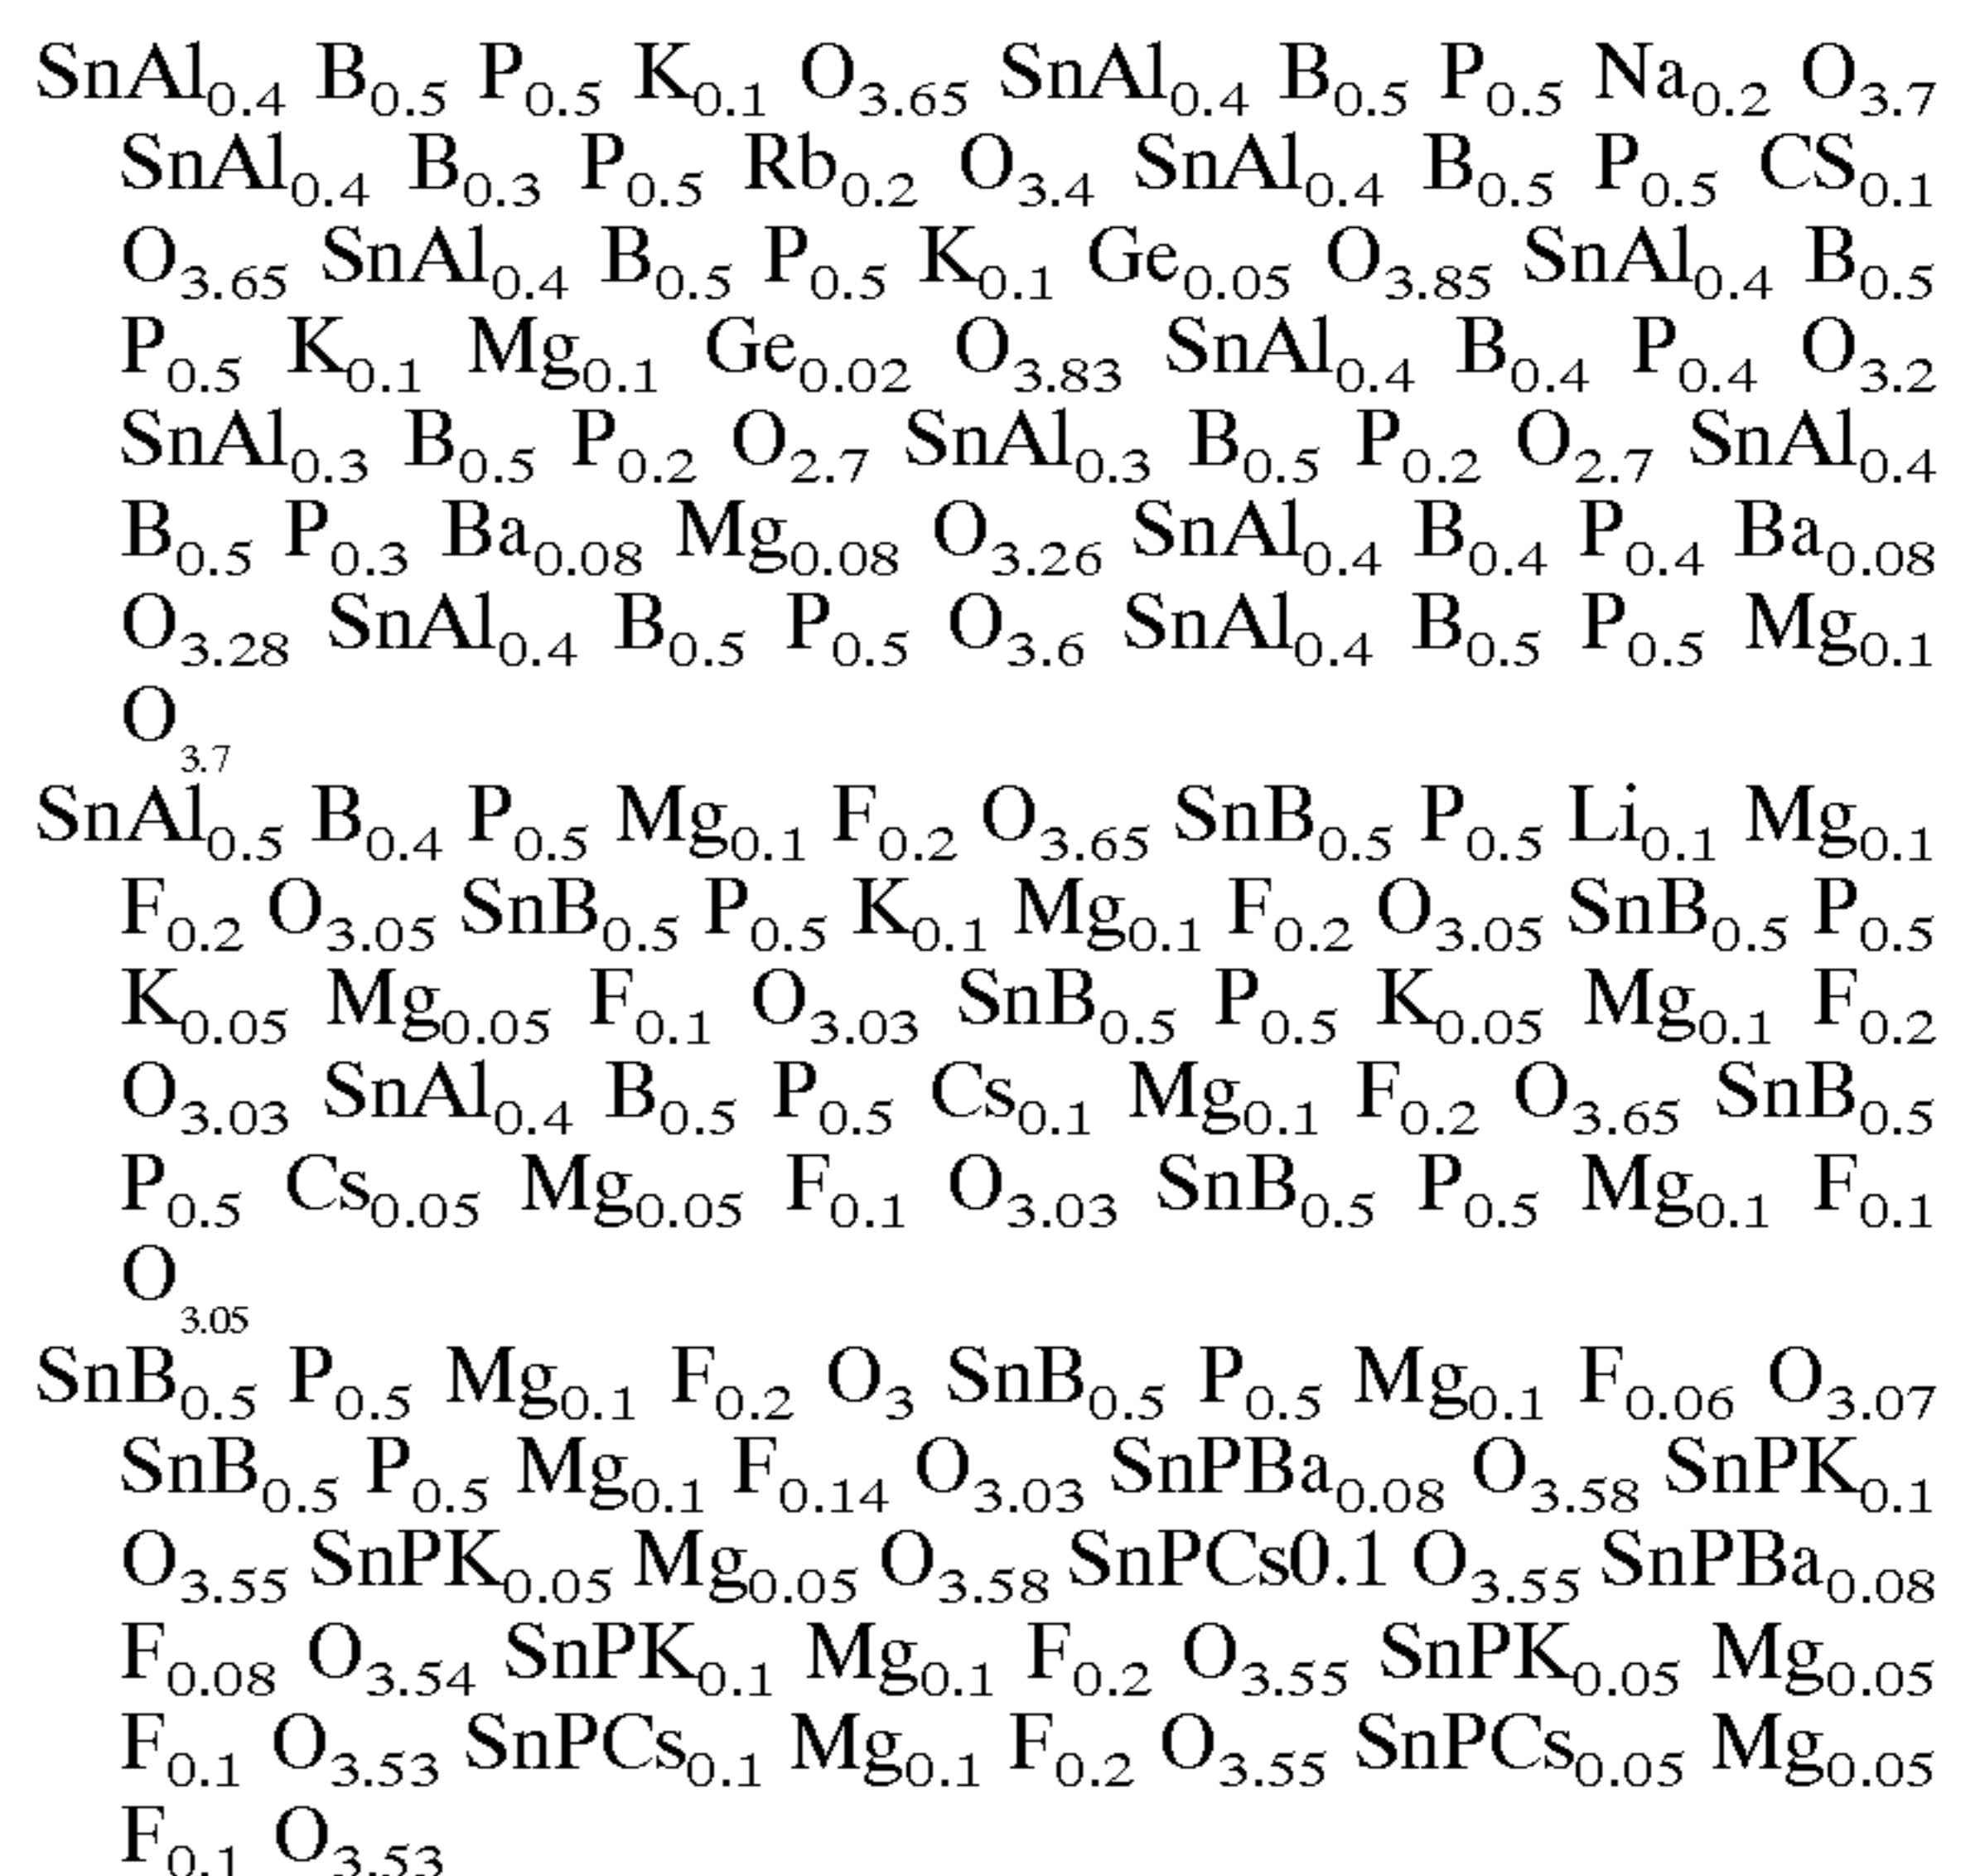 SnAl0.4 B0.5 P0.5 K0.1 O3.65 SnAl0.4 B0.5 P0.5 Na0.2 O3.7
SnAl0.4 B0.3 P0.5 Rb0.2 O3.4 SnAl0.4 B0.5 P0.5 CS0.1
O3.65 SnAl0.4 B0.5 P0.5 K0.1 Ge0.05 O3.85 SnAl0.4 B0.5
P0.5 K0.1 Mg0.1 Ge0.02 O3.83 SnAl0.4 B0.4 P0.4 O3.2
SnAl0.3 B0.5 P0.2 O2.7 SnAl0.3 B0.5 P0.2 O2.7 SnAl0.4
B0.5 P0.3 Ba0.08 Mg0.08 O3.26 SnAl0.4 B0.4 P0.4 Ba0.08
O3.28 SnAl0.4 B0.5 P0.5 O3.6 SnAl0.4 B0.5 P0.5 Mg0.1
O3.7
SnAl0.5 B0.4 P0.5 Mg0.1 F0.2 O3.65 SnB0.5 P0.5 Li0.1 Mg0.1
F0.2 O3.05 SnB0.5 P0.5 K0.1 Mg0.1 F0.2 O3.05 SnB0.5 P0.5
K0.05 Mg0.05 F0.1 O3.03 SnB0.5 P0.5 K0.05 Mg0.1 F0.2
O3.03 SnAl0.4 B0.5 P0.5 Cs0.1 Mg0.1 F0.2 O3.65 SnB0.5
P0.5 Cs0.05 Mg0.05 F0.1 O3.03 SnB0.5 P0.5 Mg0.1 F0.1
O3.05
SnB0.5 P0.5 Mg0.1 F0.2 O3 SnB0.5 P0.5 Mg0.1 F0.06 O3.07
SnB0.5 P0.5 Mg0.1 F0.14 O3.03 SnPBa0.08 O3.58 SnPK0.1
O3.55 SnPK0.05 Mg0.05 O3.58 SnPCs0.1 O3.55 SnPBa0.08
F0.08 O3.54 SnPK0.1 Mg0.1 F0.2 O3.55 SnPK0.05 Mg0.05
F0.1 O3.53 SnPCs0.1 Mg0.1 F0.2 O3.55 SnPCs0.05 Mg0.05
F0.1 O3.53